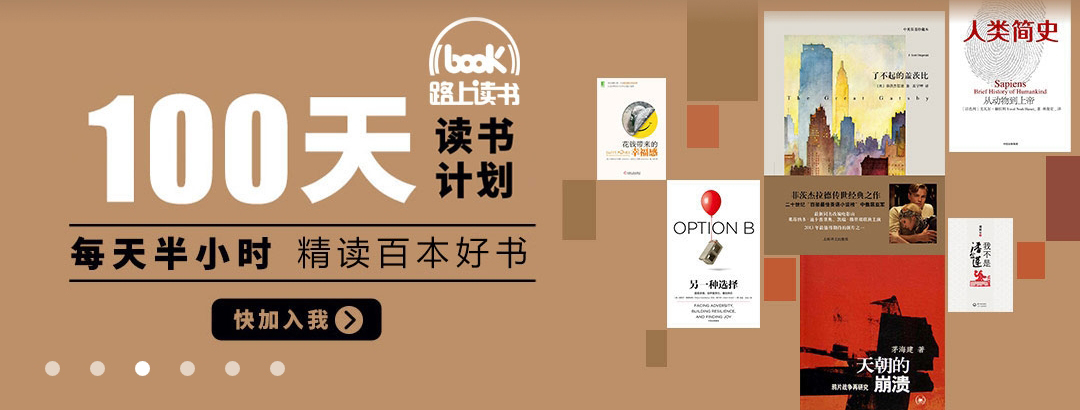 book
路上读书
100天
读书
计划
每天半小时 精读百本好书
快加入我
花钱带来的
幸福感
OPTION B
另一种选择
FACING ADVERSITY,
BUILDING RESILIENCE,
AND FINDING JOY
了不起的盖茨比
The Great Gatsby
菲茨杰拉德传世经典之作
人类简史
Sapiens
Brief History of Humankind
从动物到上帝
我不是
潘金莲
茅海建 著
天朝的
崩溃
鸦片战争再研究